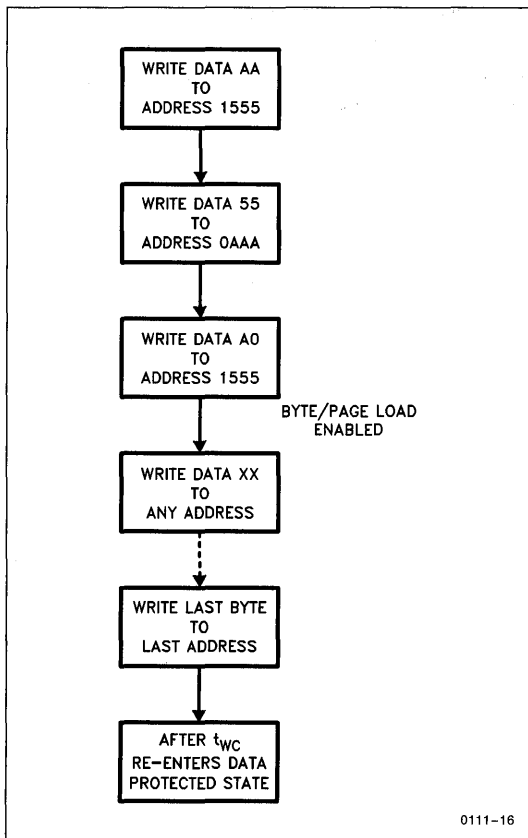 WRITE DATA AA
TO
ADDRESS 1555
WRITE DATA 55
TO
ADDRESS 0AAA
WRITE DATA A0
TO
ADDRESS 1555
BYTE/PAGE LOAD
ENABLED
WRITE DATA XX
TO
ANY ADDRESS
WRITE LAST BYTE
TO
LAST ADDRESS
AFTER tWC
RE-ENTERS DATA
PROTECTED STATE
0111-16